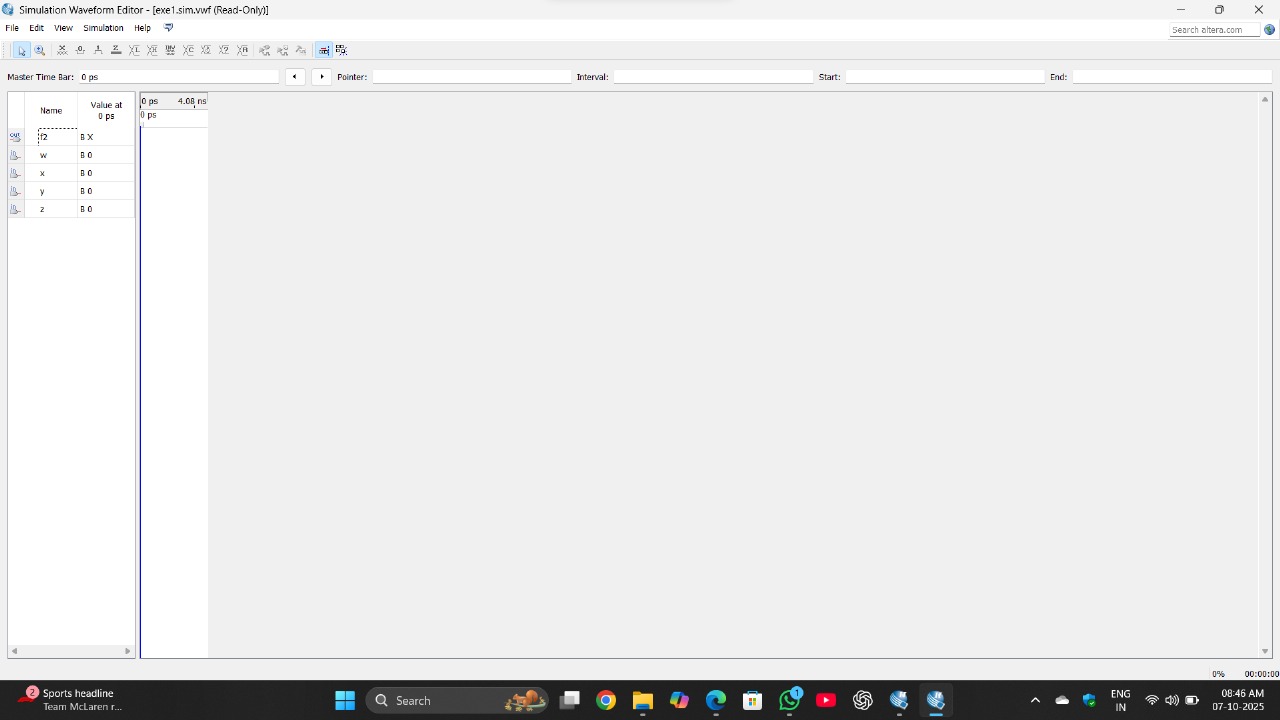 Simulation Waveform Editor - [exe1.sim.vwf (Read-Only)]
File Edit View Simulation Help
Search altera.com
Master Time Bar: 0 ps Pointer: Interval: Start: End:
Name Value at 0 ps
0 ps 4.08 ns
0 ps
f2 B X
w B 0
x B 0
y B 0
z B 0
0% 00:00:00
2 Sports headline
Team McLaren r...
Search
1
ENG
IN
08:46 AM
07-10-2025